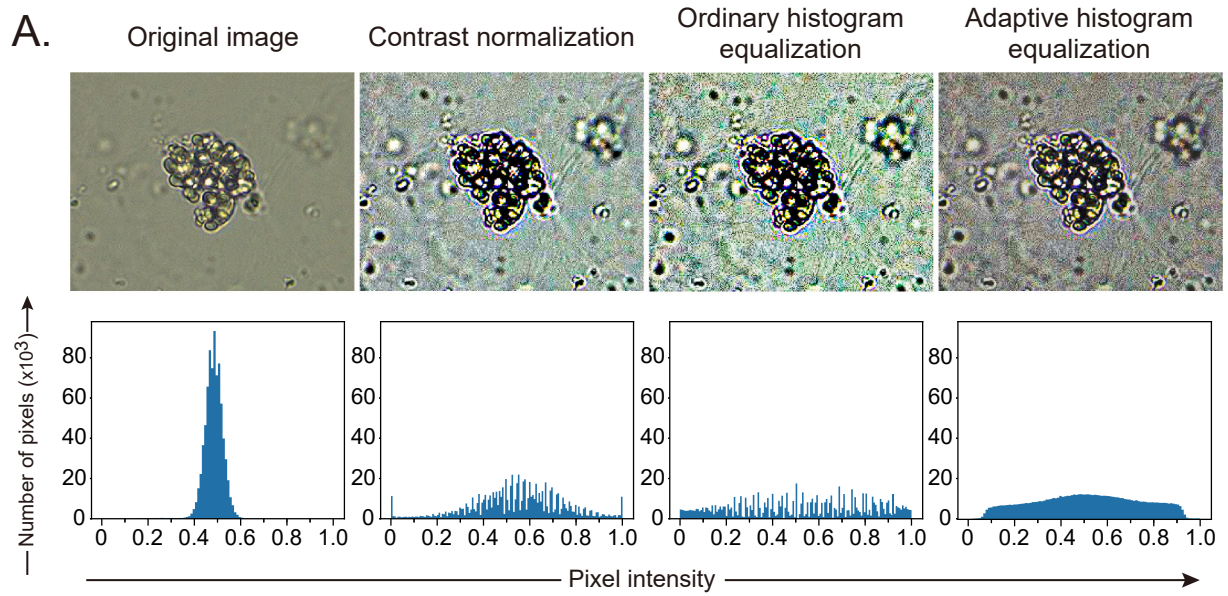 A.
Original image
Contrast normalization
Ordinary histogram
equalization
Adaptive histogram
equalization
Number of pixels (x10³)
80
60
40
20
0
0 0.2 0.4 0.6 0.8 1.0
80
60
40
20
0
0 0.2 0.4 0.6 0.8 1.0
80
60
40
20
0
0 0.2 0.4 0.6 0.8 1.0
80
60
40
20
0
0 0.2 0.4 0.6 0.8 1.0
Pixel intensity